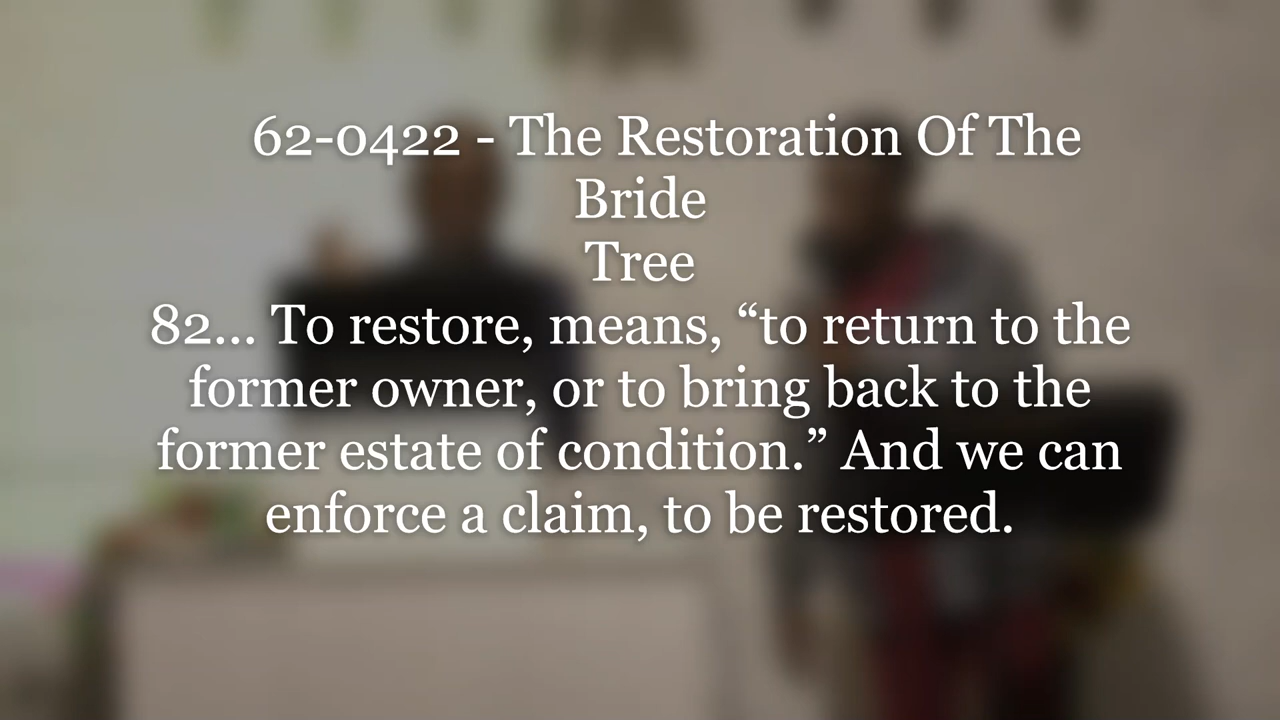 62-0422 - The Restoration Of The
Bride
Tree
82... To restore, means, “to return to the
former owner, or to bring back to the
former estate of condition.” And we can
enforce a claim, to be restored.